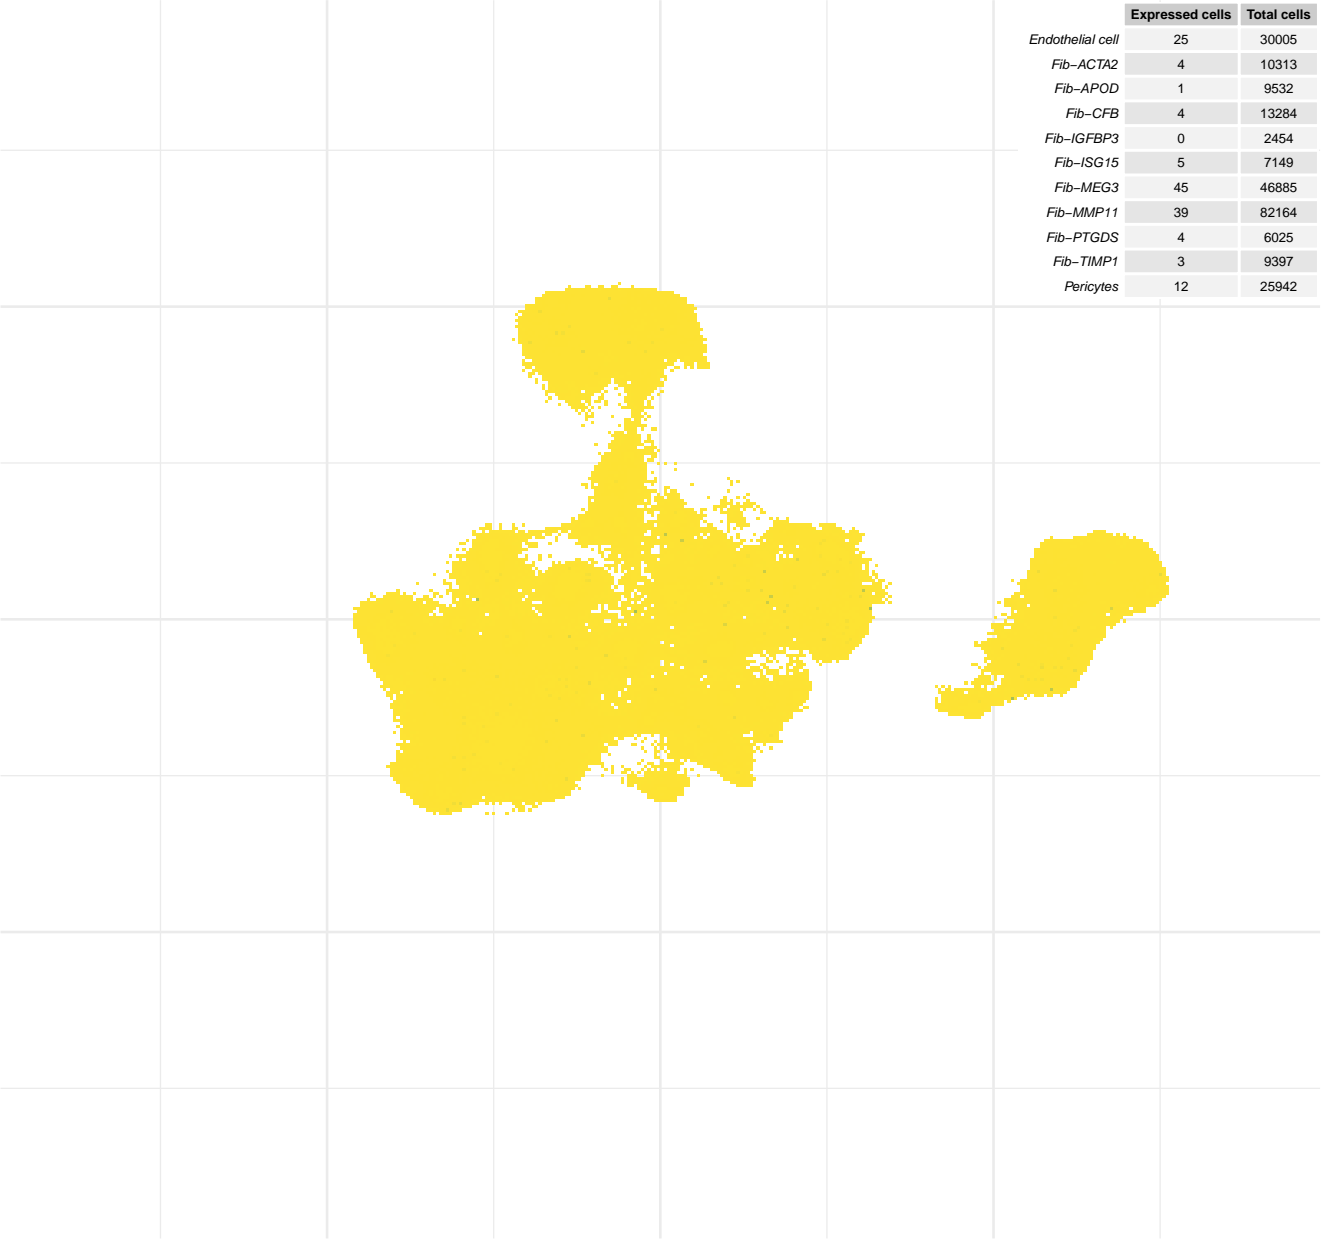 Expressed cells Total cells
Endothelial cell 25 30005
Fib−ACTA2 4 10313
Fib−APOD 1 9532
Fib−CFB 4 13284
Fib−IGFBP3 0 2454
Fib−ISG15 5 7149
Fib−MEG3 45 46885
Fib−MMP11 39 82164
Fib−PTGDS 4 6025
Fib−TIMP1 3 9397
Pericytes 12 25942